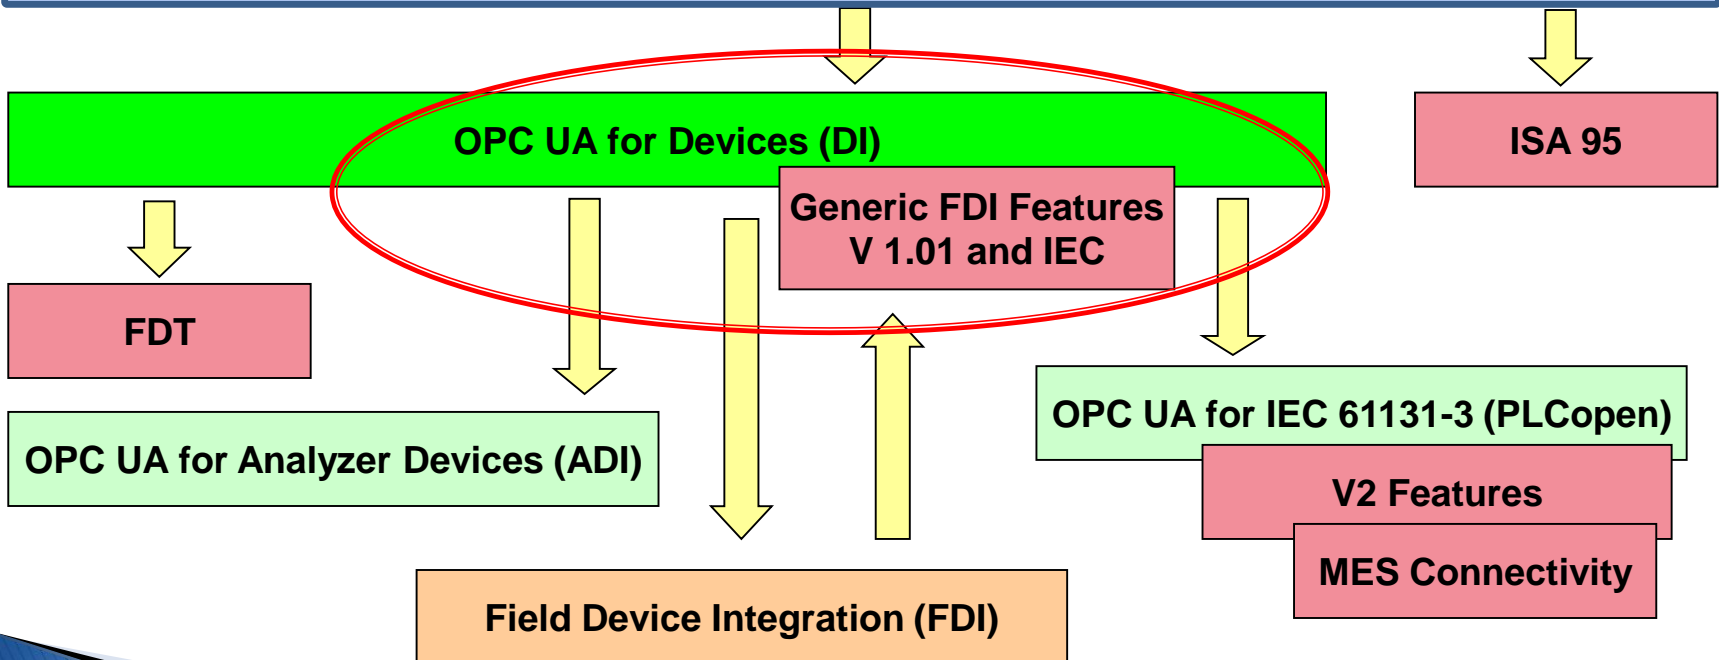 OPC UA for Devices (DI)
ISA 95
Generic FDI Features
V 1.01 and IEC
FDT
OPC UA for IEC 61131-3 (PLCopen)
OPC UA for Analyzer Devices (ADI)
V2 Features
MES Connectivity
Field Device Integration (FDI)